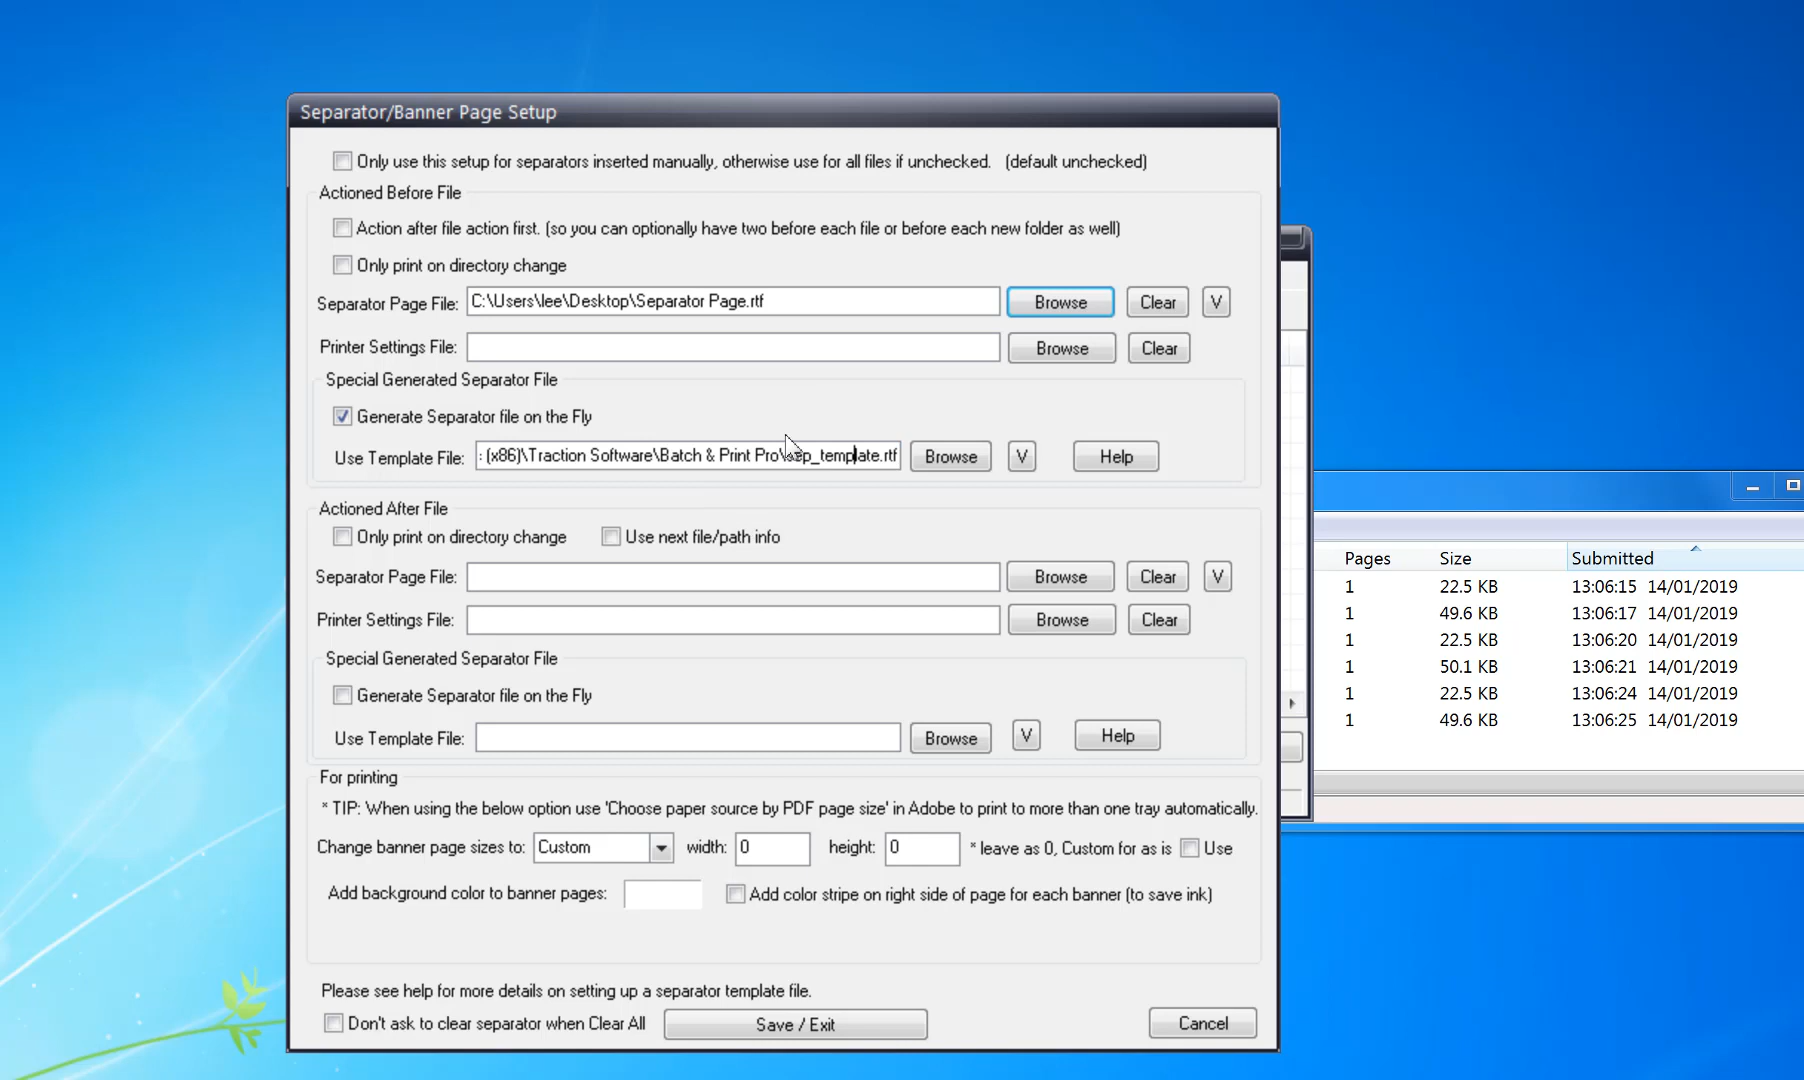 Separator/Banner Page Setup
Only use this setup for separators inserted manually, otherwise use for all files if unchecked. (default unchecked)
Actioned Before File
Action after file action first. (so you can optionally have two before each file or before each new folder as well)
Only print on directory change
Separator Page File: C:\Users\lee\Desktop\Separator Page.rtf Browse Clear V
Printer Settings File: Browse Clear
Special Generated Separator File
Generate Separator file on the Fly
Use Template File: : (x86)\Traction Software\Batch & Print Pro\sep_template.rtf Browse V Help
Actioned After File
Only print on directory change Use next file/path info
Separator Page File: Browse Clear V
Printer Settings File: Browse Clear
Special Generated Separator File
Generate Separator file on the Fly
Use Template File: Browse V Help
For printing
* TIP: When using the below option use 'Choose paper source by PDF page size' in Adobe to print to more than one tray automatically.
Change banner page sizes to: Custom width: 0 height: 0 * leave as 0, Custom for as is Use
Add background color to banner pages: Add color stripe on right side of page for each banner (to save ink)
Please see help for more details on setting up a separator template file.
Don't ask to clear separator when Clear All Save / Exit Cancel
Pages Size Submitted
1 22.5 KB 13:06:15 14/01/2019
1 49.6 KB 13:06:17 14/01/2019
1 22.5 KB 13:06:20 14/01/2019
1 50.1 KB 13:06:21 14/01/2019
1 22.5 KB 13:06:24 14/01/2019
1 49.6 KB 13:06:25 14/01/2019